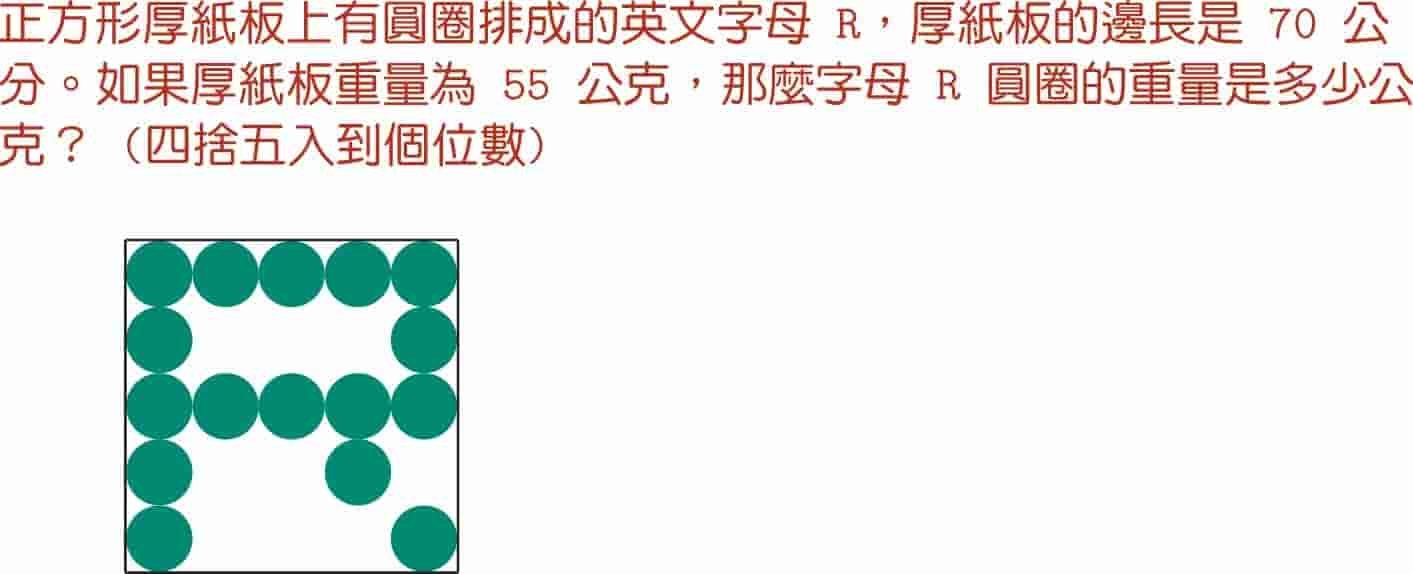 正方形厚紙板上有圓圈排成的英文字母 R，厚紙板的邊長是 70 公
分。如果厚紙板重量為 55 公克，那麼字母 R 圓圈的重量是多少公
克？（四捨五入到個位數）